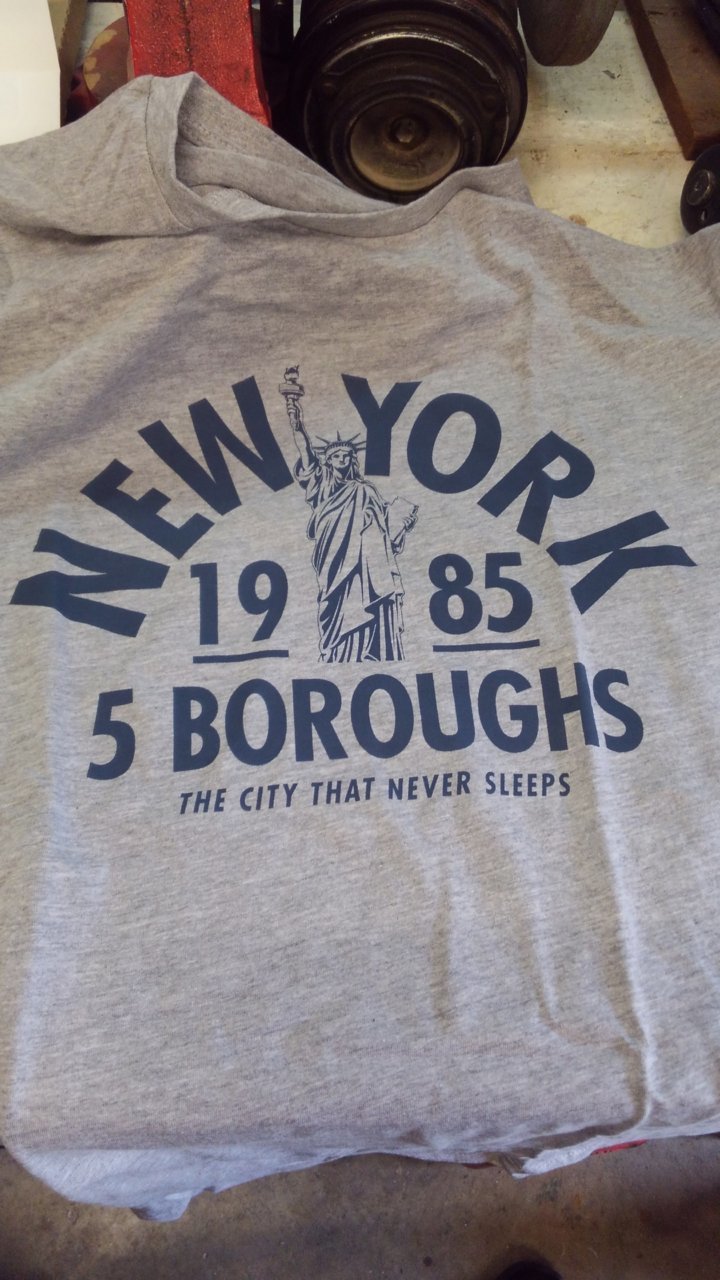 NEW YORK
19 85
5 BOROUGHS
THE CITY THAT NEVER SLEEPS